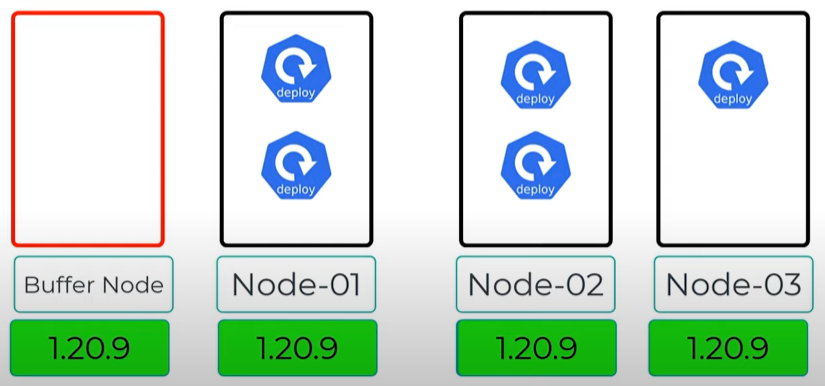 deploy
deploy
deploy
deploy
deploy
Buffer Node
Node-01
Node-02
Node-03
1.20.9
1.20.9
1.20.9
1.20.9